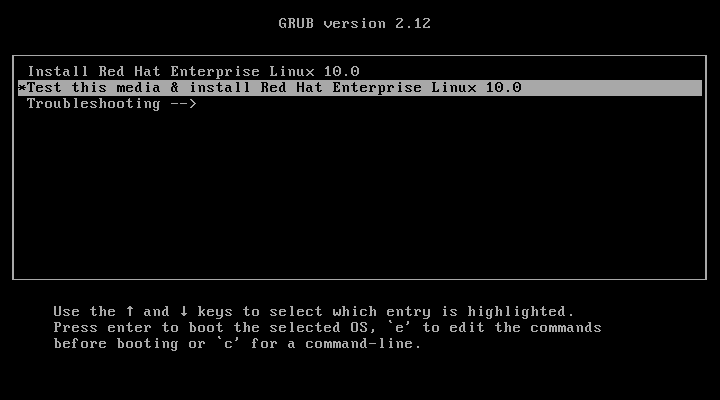 GRUB version 2.12
Install Red Hat Enterprise Linux 10.0
*Test this media & install Red Hat Enterprise Linux 10.0
Troubleshooting -->
Use the ↑ and ↓ keys to select which entry is highlighted.
Press enter to boot the selected OS, `e' to edit the commands
before booting or `c' for a command-line.